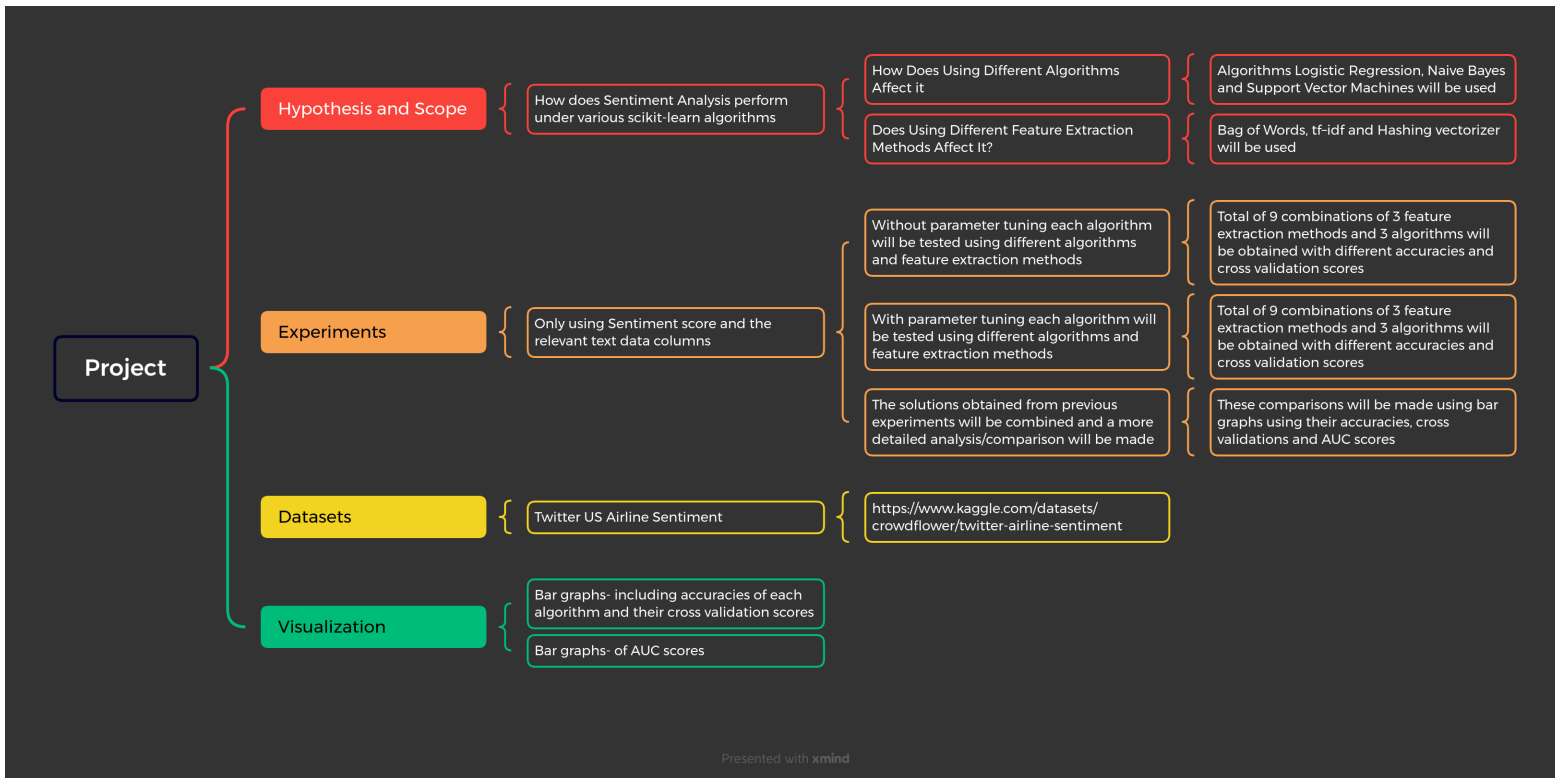 Project
Hypothesis and Scope
How does Sentiment Analysis perform
under various scikit-learn algorithms
How Does Using Different Algorithms
Affect it
Algorithms Logistic Regression, Naive Bayes
and Support Vector Machines will be used
Does Using Different Feature Extraction
Methods Affect It?
Bag of Words, tf–idf and Hashing vectorizer
will be used
Experiments
Only using Sentiment score and the
relevant text data columns
Without parameter tuning each algorithm
will be tested using different algorithms
and feature extraction methods
Total of 9 combinations of 3 feature
extraction methods and 3 algorithms will
be obtained with different accuracies and
cross validation scores
With parameter tuning each algorithm will
be tested using different algorithms and
feature extraction methods
Total of 9 combinations of 3 feature
extraction methods and 3 algorithms will
be obtained with different accuracies and
cross validation scores
The solutions obtained from previous
experiments will be combined and a more
detailed analysis/comparison will be made
These comparisons will be made using bar
graphs using their accuracies, cross
validations and AUC scores
Datasets
Twitter US Airline Sentiment
https://www.kaggle.com/datasets/
crowdflower/twitter-airline-sentiment
Visualization
Bar graphs- including accuracies of each
algorithm and their cross validation scores
Bar graphs- of AUC scores
Presented with xmind